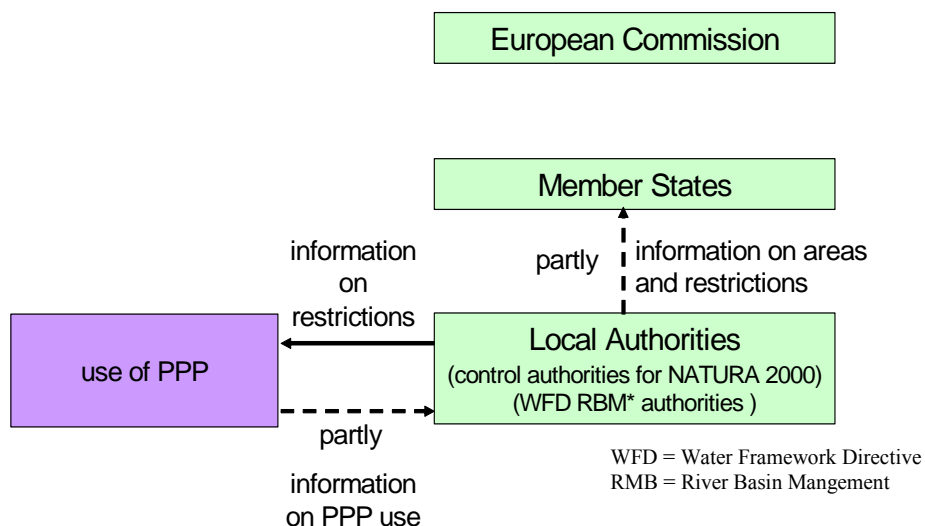 European Commission
Member States
partly
information on areas
and restrictions
information
on
restrictions
use of PPP
Local Authorities
(control authorities for NATURA 2000)
(WFD RBM* authorities )
partly
information
on PPP use
WFD = Water Framework Directive
RMB = River Basin Mangement